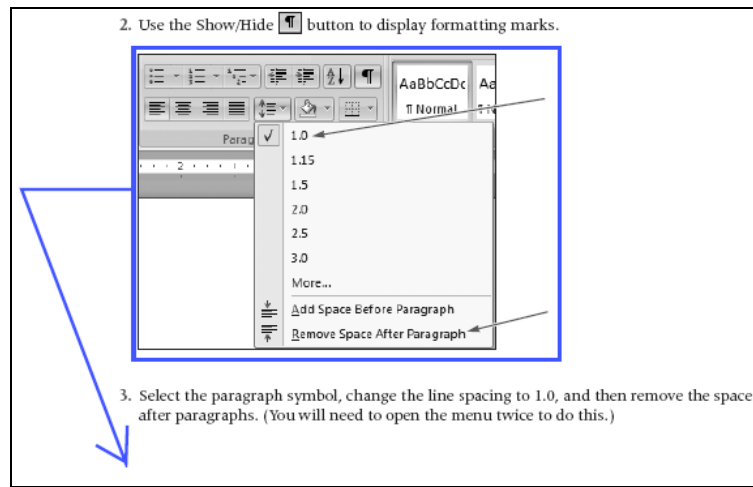 2. Use the Show/Hide ¶ button to display formatting marks.
AaBbCcDc Aa
¶ Normal
Parag
1.0
2
1.15
1.5
2.0
2.5
3.0
More...
Add Space Before Paragraph
Remove Space After Paragraph
3. Select the paragraph symbol, change the line spacing to 1.0, and then remove the space
after paragraphs. (You will need to open the menu twice to do this.)